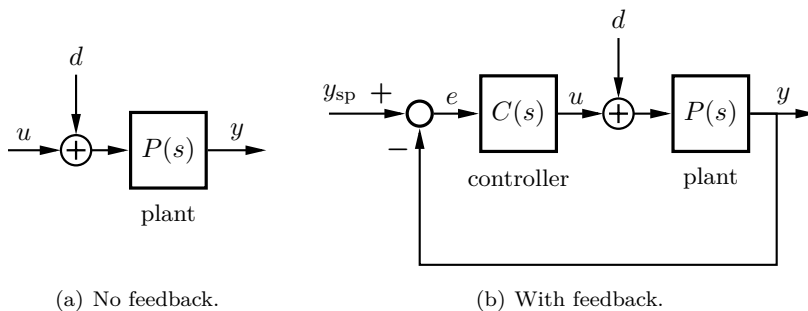 d
u
+
P(s)
y
plant
(a) No feedback.
d
y_sp
+
e
C(s)
u
+
P(s)
y
−
controller
plant
(b) With feedback.